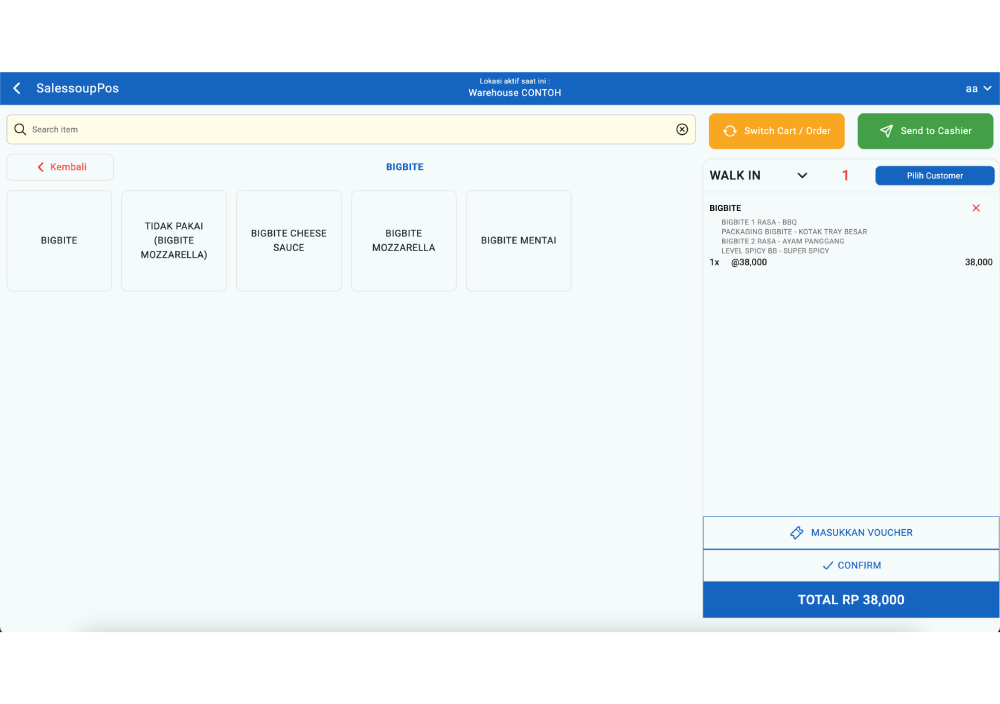 SalessoupPos
Lokasi aktif saat ini :
Warehouse CONTOH
aa
Search item
Switch Cart / Order
Send to Cashier
Kembali
BIGBITE
BIGBITE
TIDAK PAKAI
(BIGBITE
MOZZARELLA)
BIGBITE CHEESE
SAUCE
BIGBITE
MOZZARELLA
BIGBITE MENTAI
WALK IN
1
Pilih Customer
BIGBITE
BIGBITE 1 RASA - BBQ
PACKAGING BIGBITE - KOTAK TRAY BESAR
BIGBITE 2 RASA - AYAM PANGGANG
LEVEL SPICY BB - SUPER SPICY
1x @38,000 38,000
MASUKKAN VOUCHER
CONFIRM
TOTAL RP 38,000